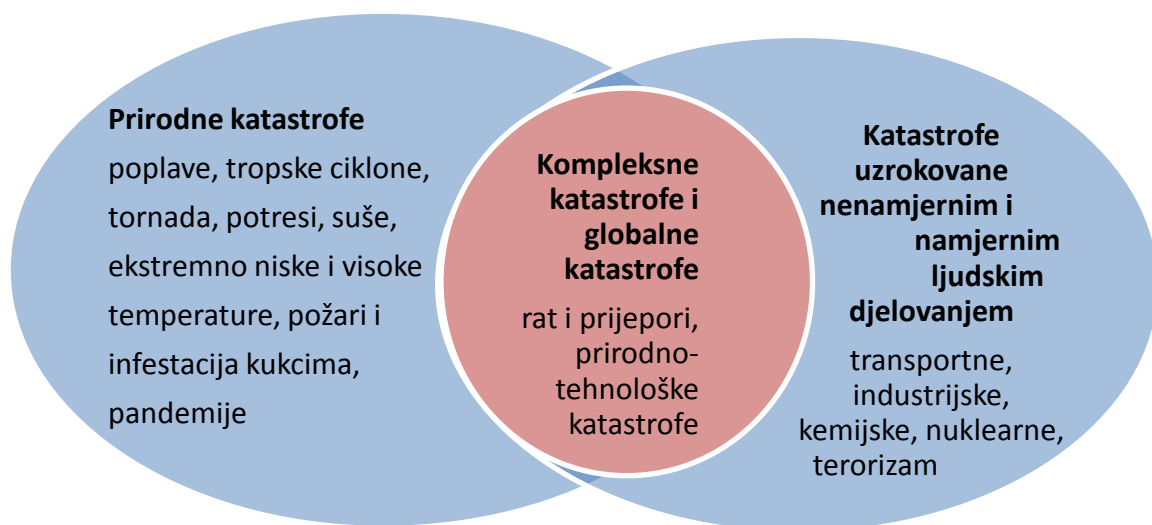 Prirodne katastrofe
poplave, tropske ciklone,
tornada, potresi, suše,
ekstremno niske i visoke
temperature, požari i
infestacija kukcima,
pandemije
Kompleksne
katastrofe i
globalne
katastrofe
rat i prijepori,
prirodno-
tehnološke
katastrofe
Katastrofe
uzrokovane
nenamjernim i
namjernim
ljudskim
djelovanjem
transportne,
industrijske,
kemijske, nuklearne,
terorizam